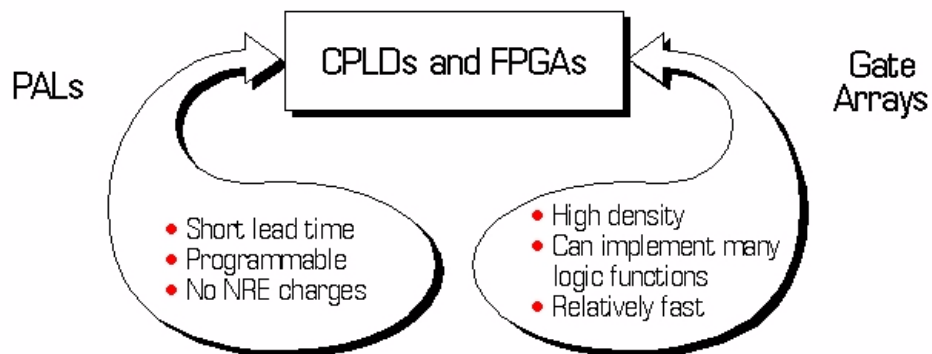 CPLDs and FPGAs
PALs
Gate
Arrays
• Short lead time
• Programmable
• No NRE charges
• High density
• Can implement many
logic functions
• Relatively fast